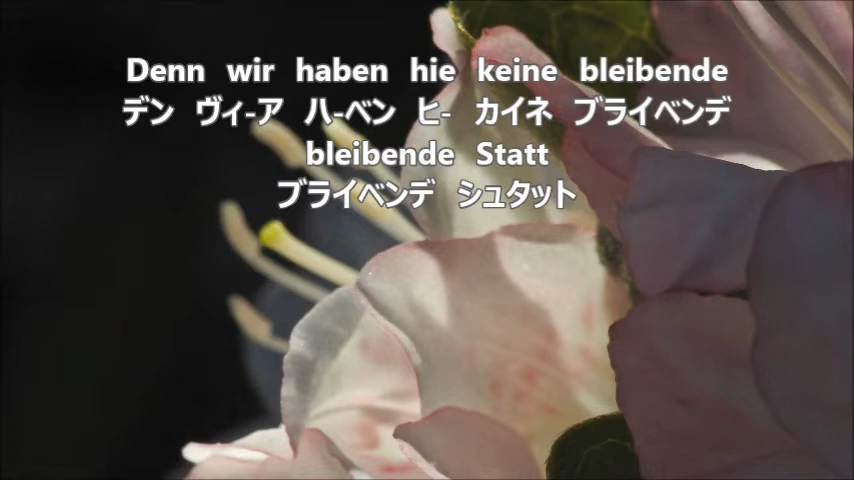 Denn wir haben hie keine bleibende
デン ヴィ-ア ハ-ベン ヒ- カイネ ブライベンデ
bleibende Statt
ブライベンデ シュタット